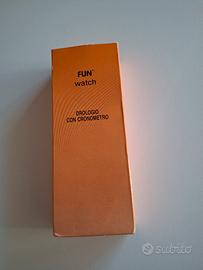 FUN
watch
OROLOGIO
CON CRONOMETRO
subito